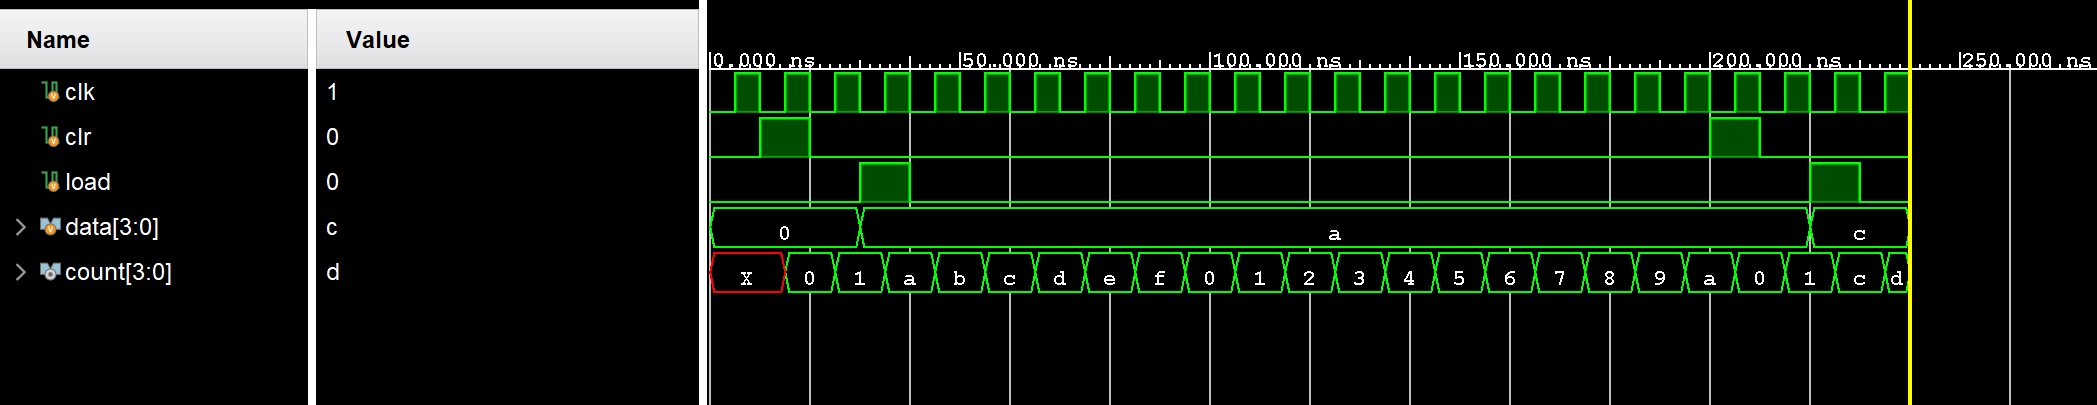 Name Value
0.000 ns 50.000 ns 100.000 ns 150.000 ns 200.000 ns 250.000 ns
clk 1
clr 0
load 0
data[3:0] c 0 a c
count[3:0] d X 0 1 a b c d e f 0 1 2 3 4 5 6 7 8 9 a 0 1 c d